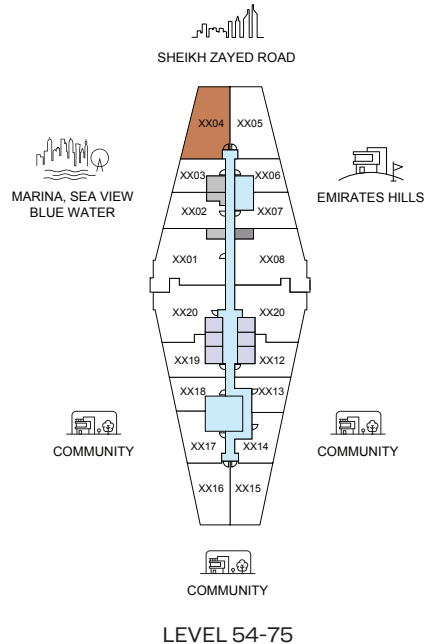 SHEIKH ZAYED ROAD
XX04
XX05
MARINA, SEA VIEW
BLUE WATER
XX03
XX06
EMIRATES HILLS
XX02
XX07
XX01
XX08
XX20
XX20
XX19
XX12
XX18
XX13
COMMUNITY
XX17
XX14
COMMUNITY
XX16
XX15
COMMUNITY
LEVEL 54-75